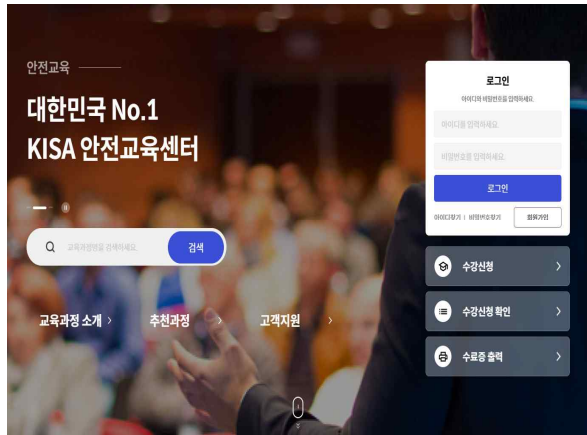 안전교육
대한민국 No.1
KISA 안전교육센터
교육과정명을 검색하세요.
검색
교육과정 소개
추천과정
고객지원
로그인
아이디와 비밀번호를 입력하세요.
아이디를 입력하세요.
비밀번호를 입력하세요.
로그인
아이디찾기 | 비밀번호찾기
회원가입
수강신청
수강신청 확인
수료증 출력